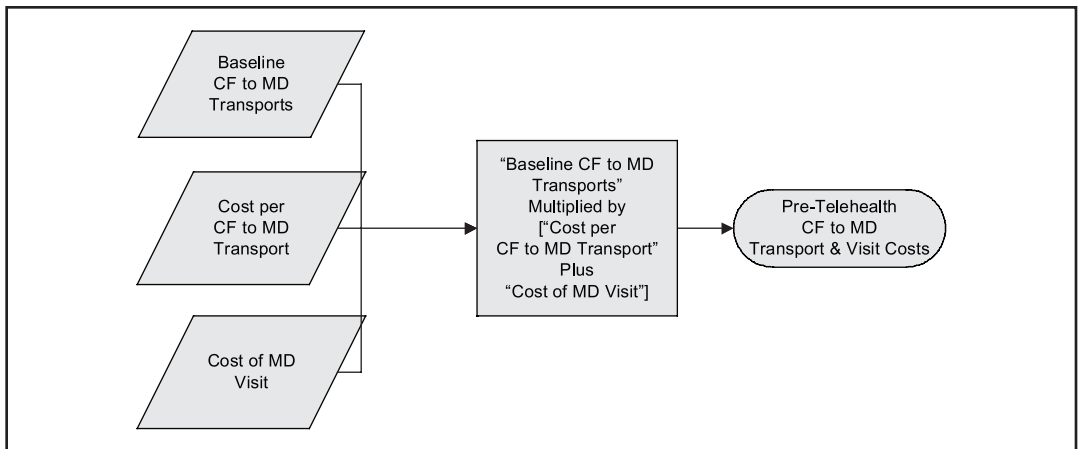 Baseline
CF to MD
Transports
Cost per
CF to MD
Transport
Cost of MD
Visit
“Baseline CF to MD
Transports”
Multiplied by
[“Cost per
CF to MD Transport”
Plus
“Cost of MD Visit”]
Pre-Telehealth
CF to MD
Transport & Visit Costs